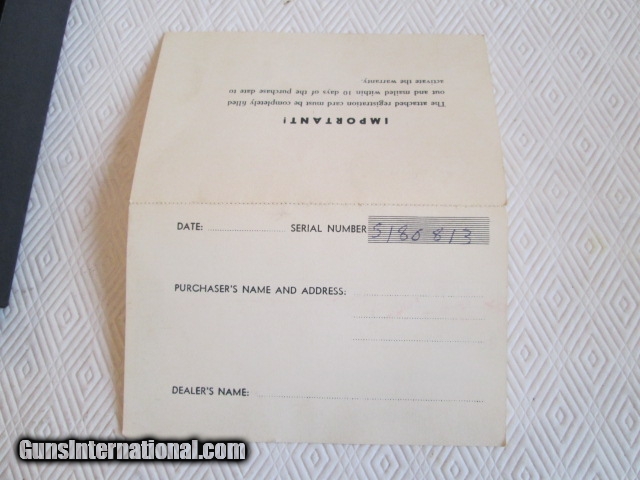 IMPORTANT!
The attached registration card must be completely filled
out and mailed within 10 days of the purchase date to
activate the warranty.
DATE: SERIAL NUMBER 5180813
PURCHASER'S NAME AND ADDRESS:
DEALER'S NAME:
GunsInternational.com